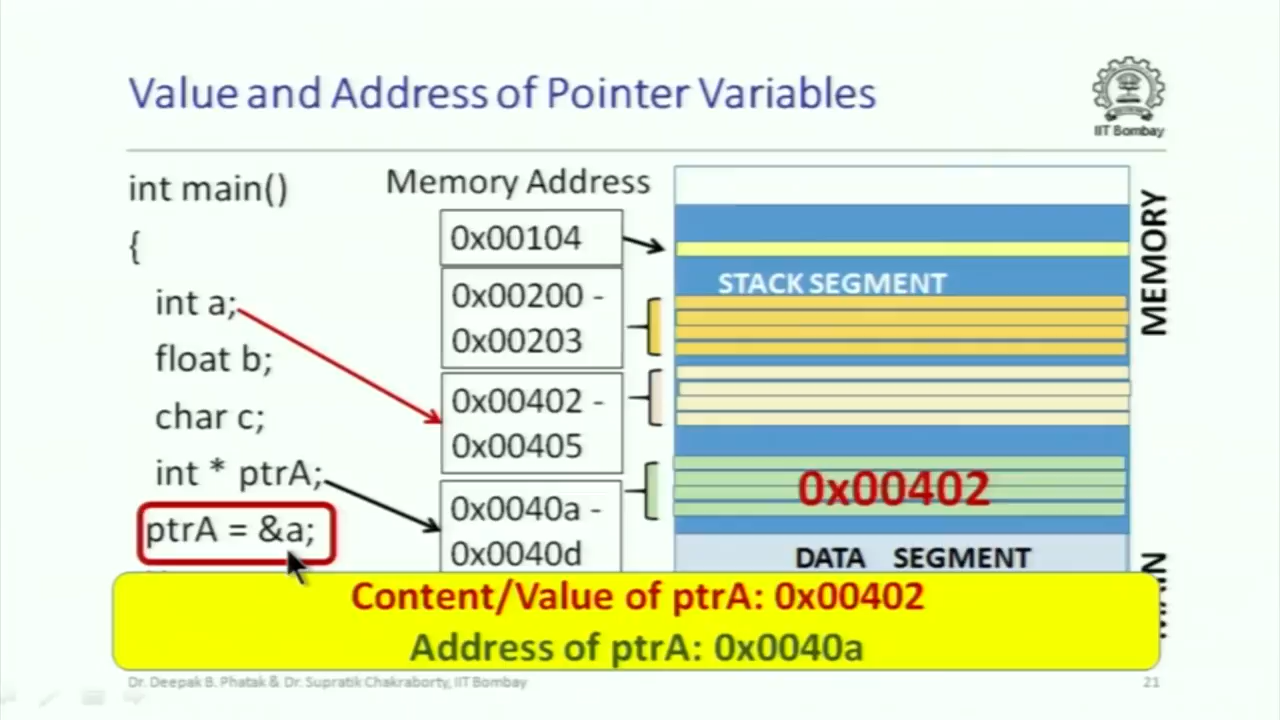 Value and Address of Pointer Variables
IIT Bombay
int main()
{
int a;
float b;
char c;
int * ptrA;
ptrA = &a;
Memory Address
0x00104
0x00200 -
0x00203
0x00402 -
0x00405
0x0040a -
0x0040d
STACK SEGMENT
0x00402
DATA SEGMENT
MEMORY
MAIN
Content/Value of ptrA: 0x00402
Address of ptrA: 0x0040a
Dr. Deepak B. Phatak & Dr. Supratik Chakraborty, IIT Bombay
21